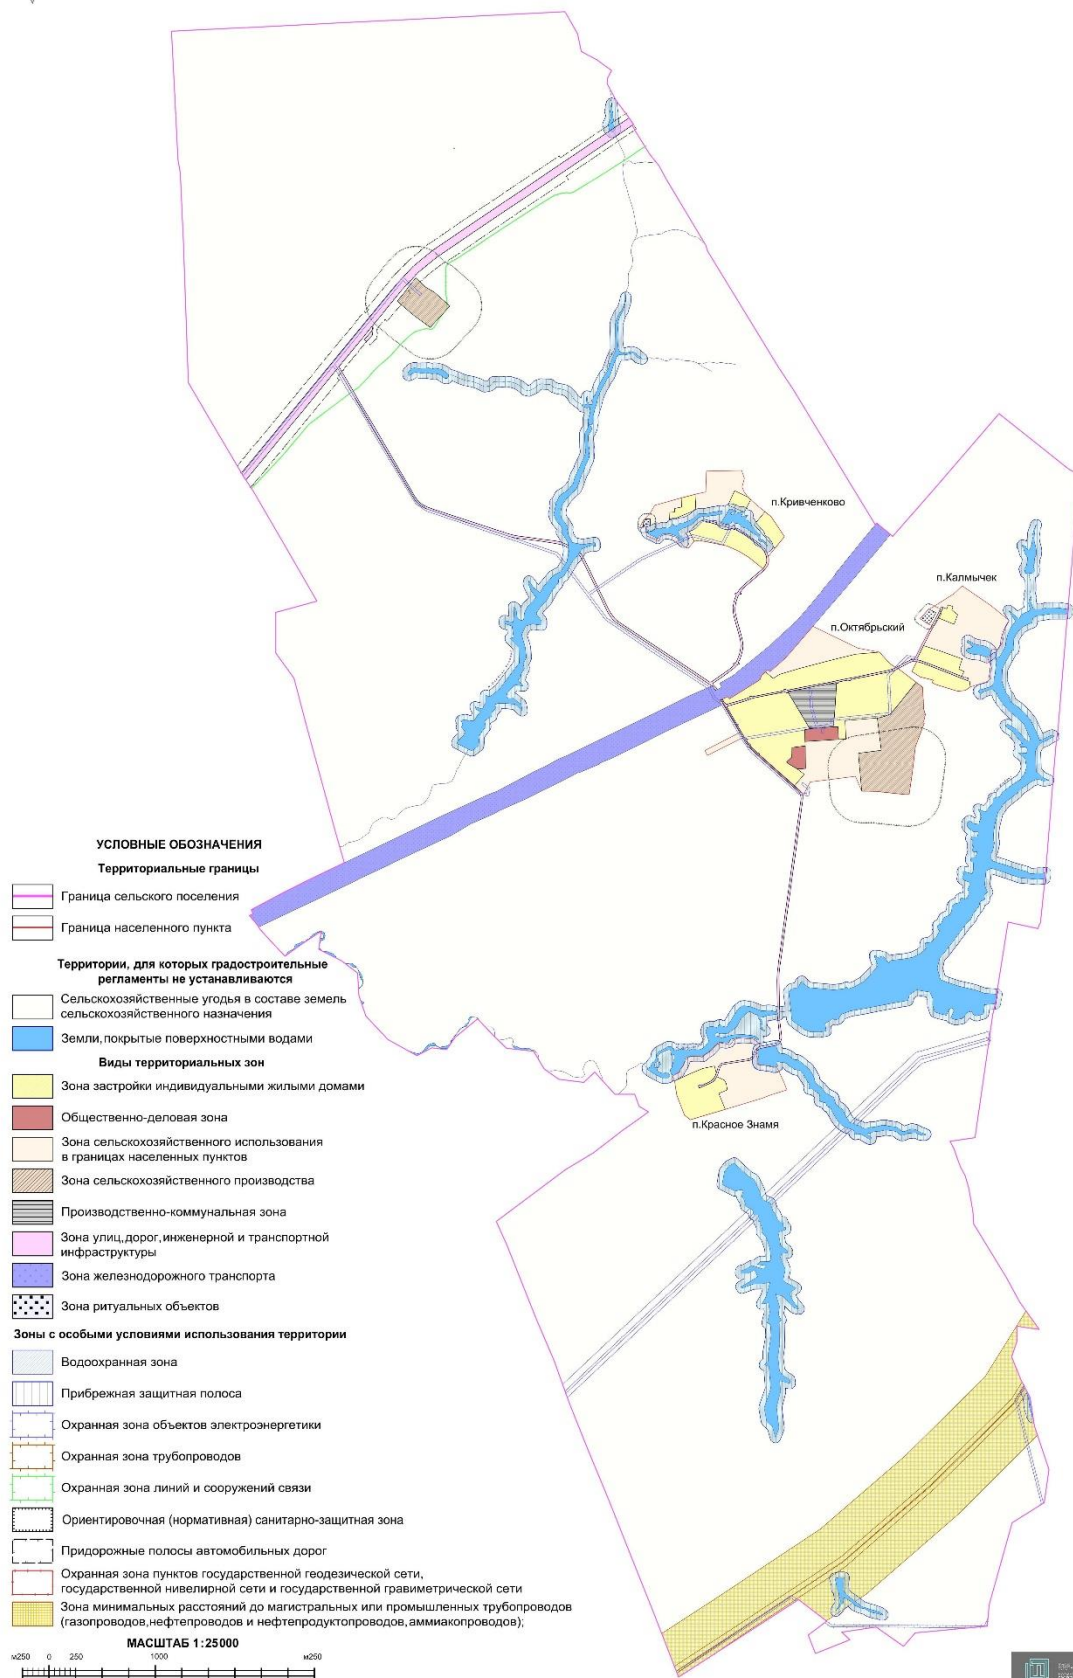 п.Кривченково
п.Калмычек
п.Октябрьский
п.Красное Знамя
УСЛОВНЫЕ ОБОЗНАЧЕНИЯ
Территориальные границы
Граница сельского поселения
Граница населенного пункта
Территории, для которых градостроительные
регламенты не устанавливаются
Сельскохозяйственные угодья в составе земель
сельскохозяйственного назначения
Земли,покрытые поверхностными водами
Виды территориальных зон
Зона застройки индивидуальными жилыми домами
Общественно-деловая зона
Зона сельскохозяйственного использования
в границах населенных пунктов
Зона сельскохозяйственного производства
Производственно-коммунальная зона
Зона улиц,дорог,инженерной и транспортной
инфраструктуры
Зона железнодорожного транспорта
Зона ритуальных объектов
Зоны с особыми условиями использования территории
Водоохранная зона
Прибрежная защитная полоса
Охранная зона объектов электроэнергетики
Охранная зона трубопроводов
Охранная зона линий и сооружений связи
Ориентировочная (нормативная) санитарно-защитная зона
Придорожные полосы автомобильных дорог
Охранная зона пунктов государственной геодезической сети,
государственной нивелирной сети и государственной гравиметрической сети
Зона минимальных расстояний до магистральных или промышленных трубопроводов
(газопроводов,нефтепроводов и нефтепродуктопроводов,аммиакопроводов);
МАСШТАБ 1:25000
м250 0 250 1000 м250